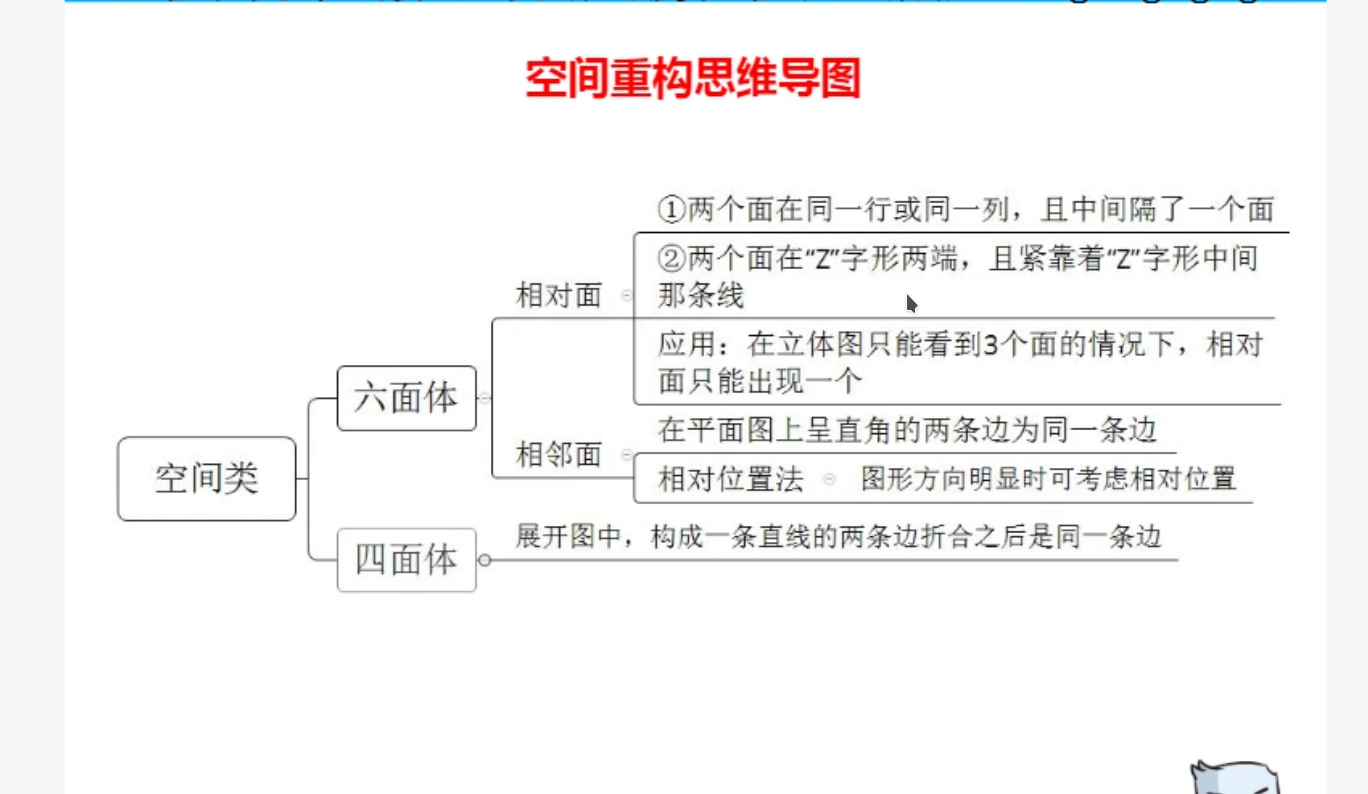 空间重构思维导图
①两个面在同一行或同一列，且中间隔了一个面
②两个面在“Z”字形两端，且紧靠着“Z”字形中间
那条线
相对面
应用：在立体图只能看到3个面的情况下，相对
面只能出现一个
六面体
在平面图上呈直角的两条边为同一条边
相邻面
相对位置法 图形方向明显时可考虑相对位置
空间类
展开图中，构成一条直线的两条边折合之后是同一条边
四面体